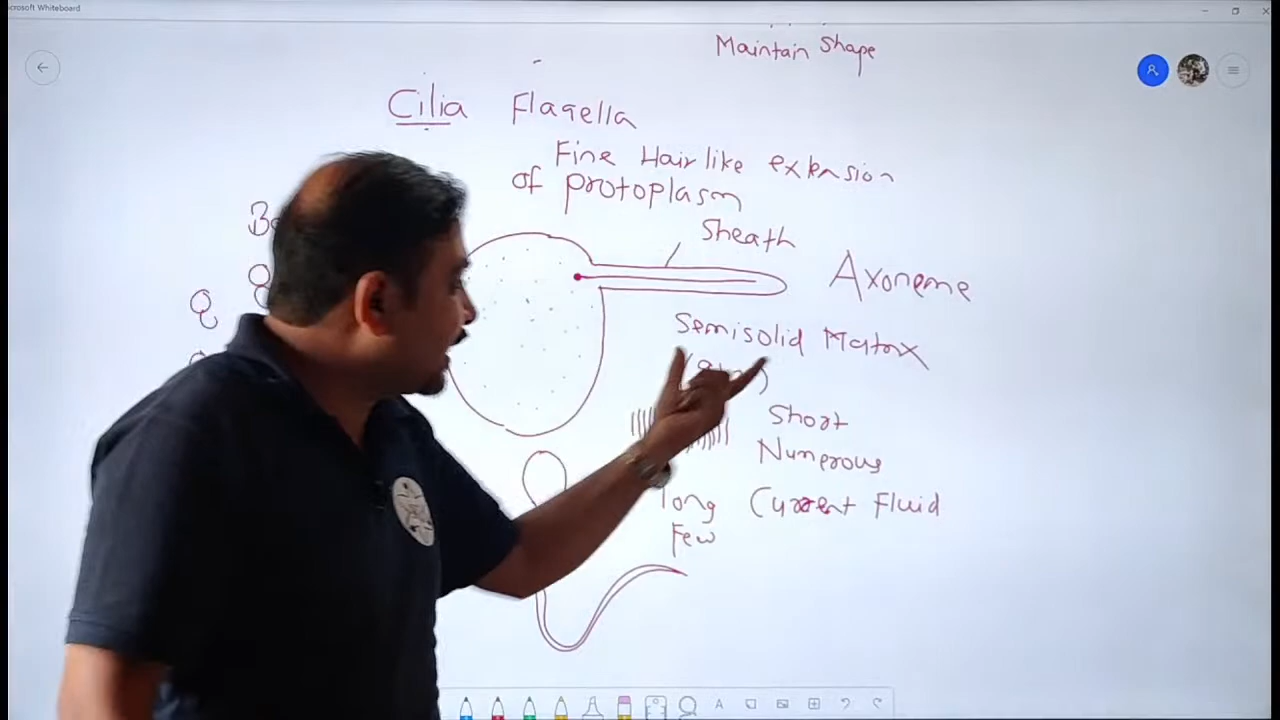 Microsoft Whiteboard
Maintain Shape
Cilia Flagella
Fine Hair like extension
of protoplasm
Sheath
Axoneme
Semisolid Matrix
Short
Numerous
long Current Fluid
Few